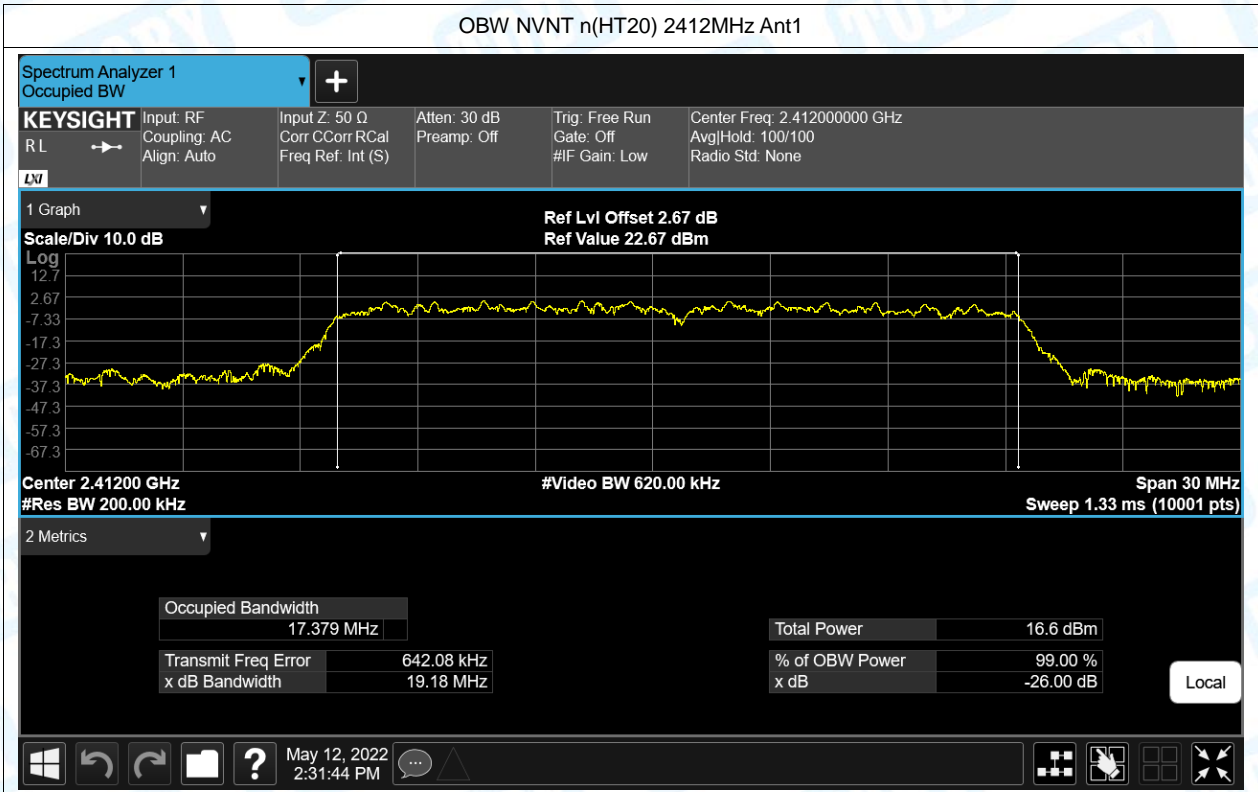 OBW NVNT n(HT20) 2412MHz Ant1
Spectrum Analyzer 1
Occupied BW
KEYSIGHT
R L
LXI
Input: RF
Coupling: AC
Align: Auto
Input Z: 50 Ω
Corr CCorr RCal
Freq Ref: Int (S)
Atten: 30 dB
Preamp: Off
Trig: Free Run
Gate: Off
#IF Gain: Low
Center Freq: 2.412000000 GHz
Avg|Hold: 100/100
Radio Std: None
1 Graph
Scale/Div 10.0 dB
Ref Lvl Offset 2.67 dB
Ref Value 22.67 dBm
Log
12.7
2.67
-7.33
-17.3
-27.3
-37.3
-47.3
-57.3
-67.3
Center 2.41200 GHz
#Res BW 200.00 kHz
#Video BW 620.00 kHz
Span 30 MHz
Sweep 1.33 ms (10001 pts)
2 Metrics
Occupied Bandwidth
17.379 MHz
Transmit Freq Error 642.08 kHz
x dB Bandwidth 19.18 MHz
Total Power 16.6 dBm
% of OBW Power 99.00 %
x dB -26.00 dB
Local
May 12, 2022
2:31:44 PM